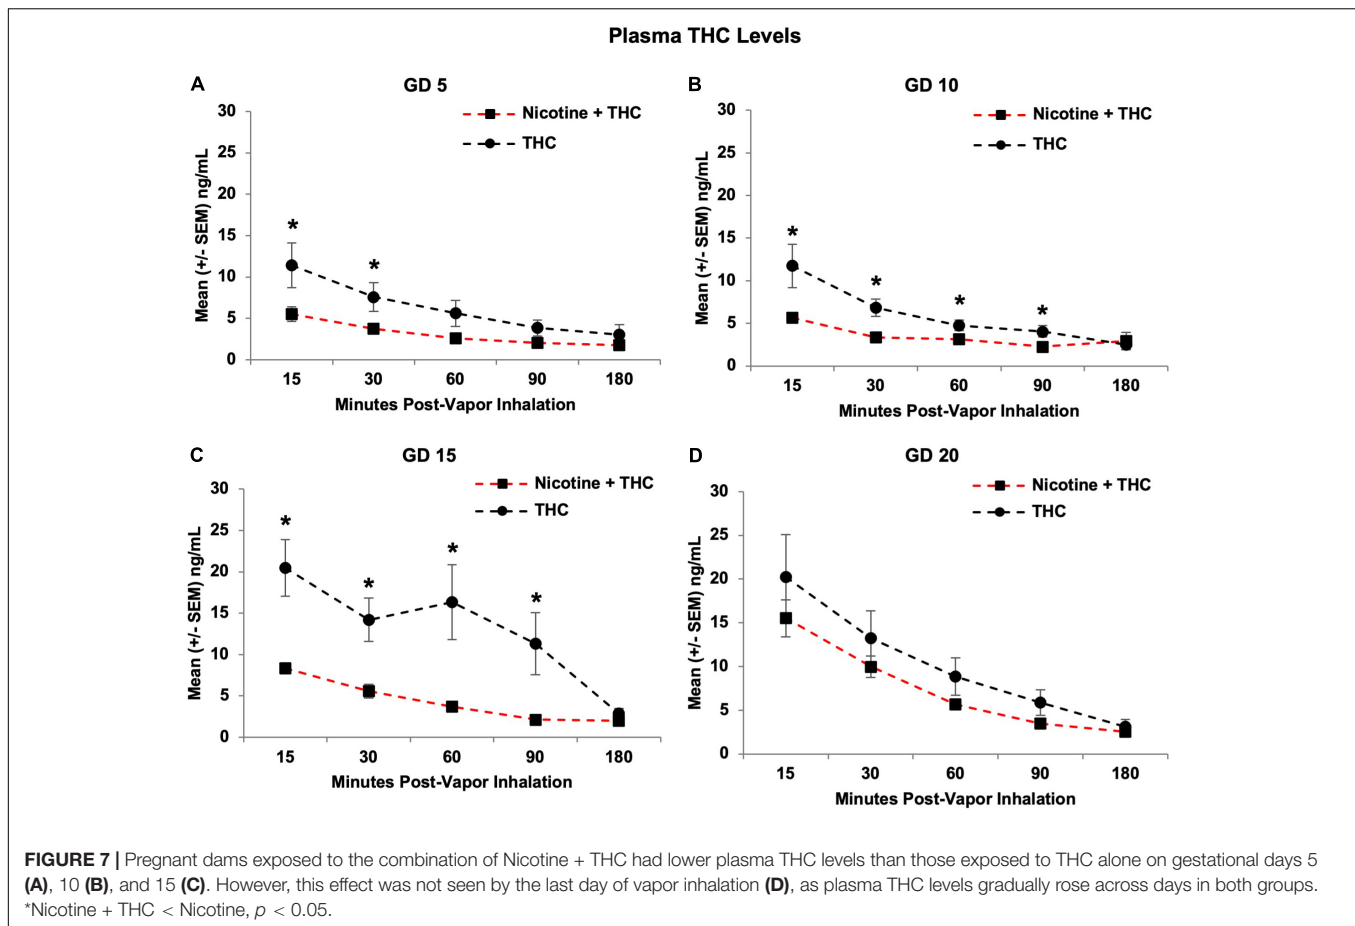 Plasma THC Levels
A
GD 5
Nicotine + THC
THC
Mean (+/- SEM) ng/mL
30
25
20
15
10
5
0
*
*
15 30 60 90 180
Minutes Post-Vapor Inhalation
B
GD 10
Nicotine + THC
THC
Mean (+/- SEM) ng/mL
30
25
20
15
10
5
0
*
*
*
*
15 30 60 90 180
Minutes Post-Vapor Inhalation
C
GD 15
Nicotine + THC
THC
Mean (+/- SEM) ng/mL
30
25
20
15
10
5
0
*
*
*
*
15 30 60 90 180
Minutes Post-Vapor Inhalation
D
GD 20
Nicotine + THC
THC
Mean (+/- SEM) ng/mL
30
25
20
15
10
5
0
15 30 60 90 180
Minutes Post-Vapor Inhalation
FIGURE 7 | Pregnant dams exposed to the combination of Nicotine + THC had lower plasma THC levels than those exposed to THC alone on gestational days 5
(A), 10 (B), and 15 (C). However, this effect was not seen by the last day of vapor inhalation (D), as plasma THC levels gradually rose across days in both groups.
*Nicotine + THC < Nicotine, p < 0.05.